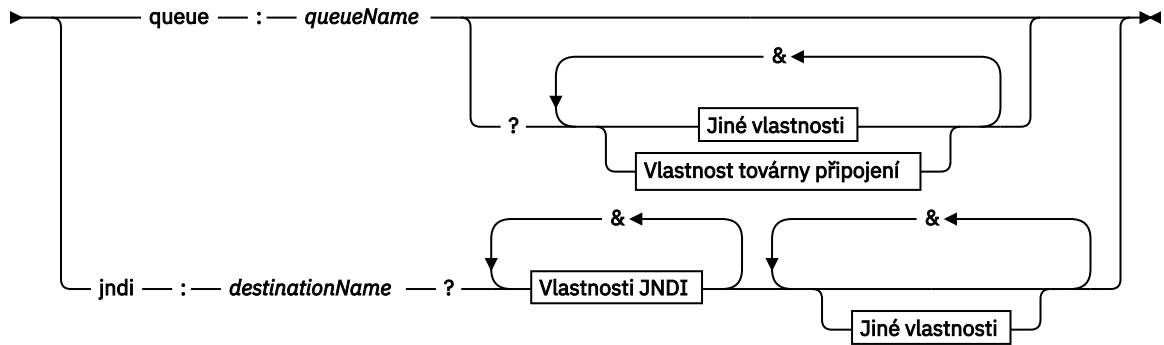 queue : queueName
&
? Jiné vlastnosti
Vlastnost továrny připojení
& &
jndi : destinationName ? Vlastnosti JNDI
Jiné vlastnosti